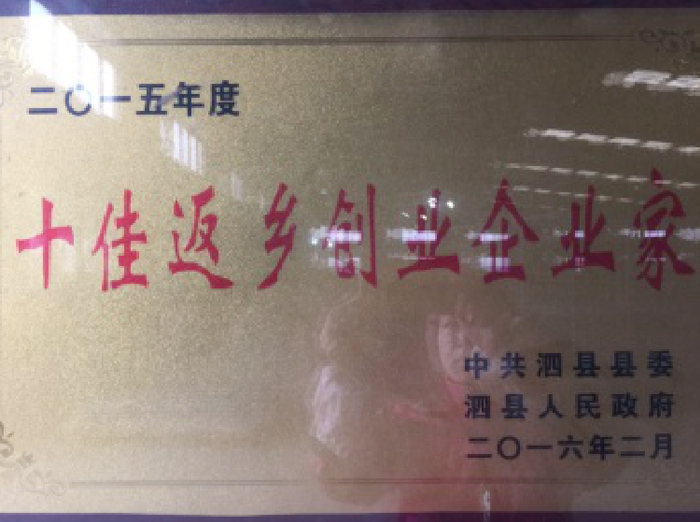 二〇一五年度
十佳返乡创业企业家
中共泗县县委
泗县人民政府
二〇一六年二月